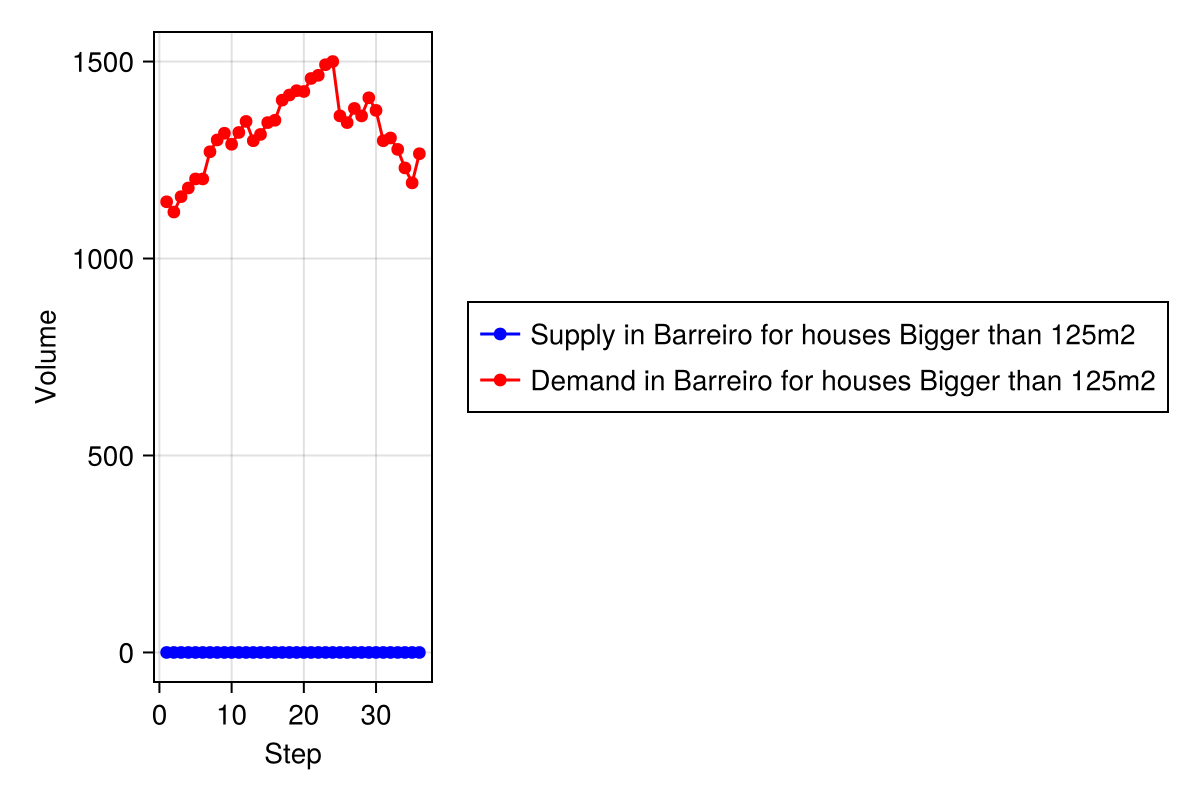 1500
1000
500
0
Volume
0 10 20 30
Step
Supply in Barreiro for houses Bigger than 125m2
Demand in Barreiro for houses Bigger than 125m2